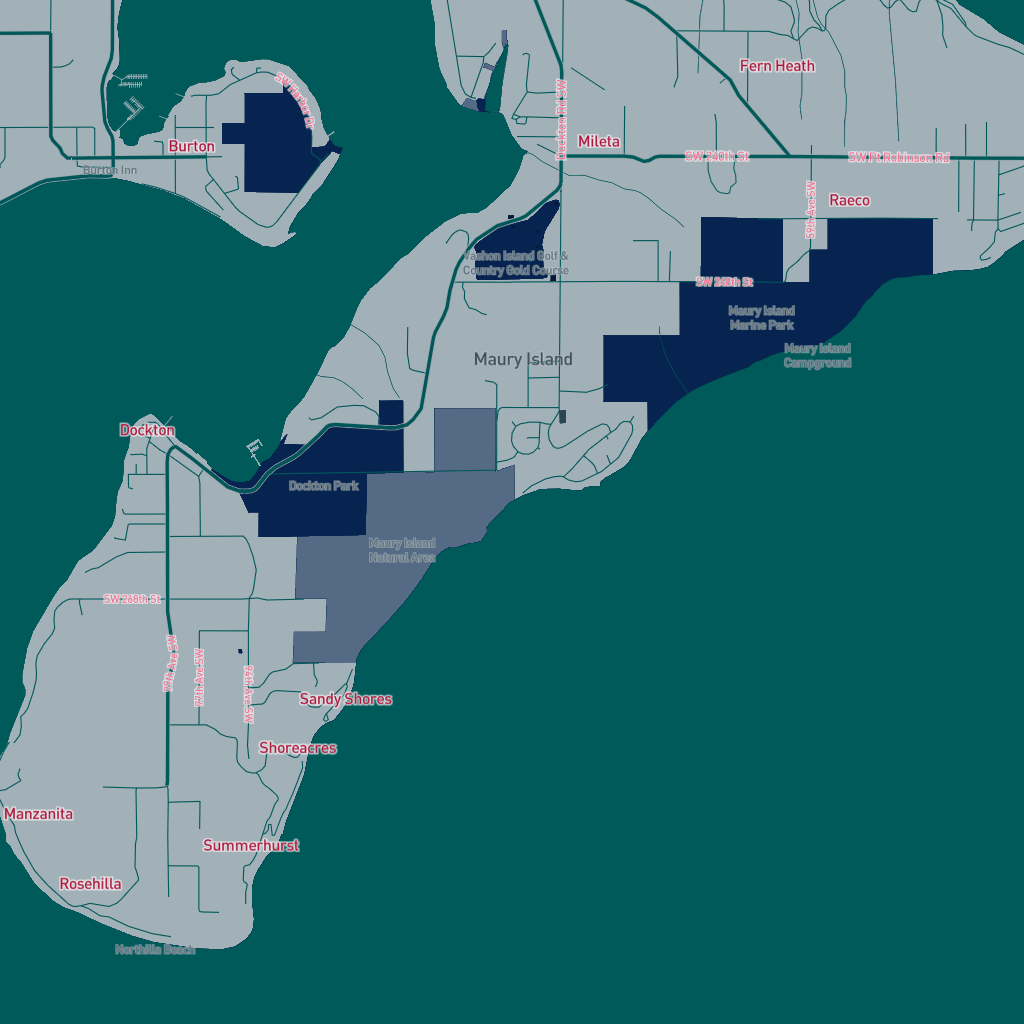 Fern Heath
SW Harbor Dr
Dockton Rd SW
Burton
Mileta
SW 240th St
SW Pt Robinson Rd
Burton Inn
59th Ave SW
Raeco
Vashon Island Golf &
Country Gold Course
SW 248th St
Maury Island
Marine Park
Maury Island
Campground
Maury Island
Dockton
Dockton Park
Maury Island
Natural Area
SW 268th St
99th Ave SW
97th Ave SW
94th Ave SW
Sandy Shores
Shoreacres
Manzanita
Summerhurst
Rosehilla
Northilla Beach